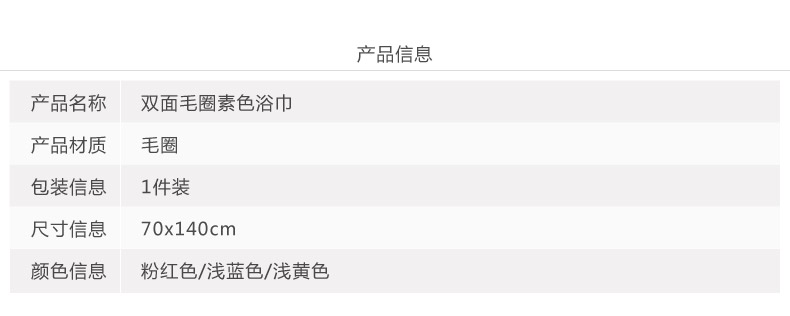 产品信息
产品名称 双面毛圈素色浴巾
产品材质 毛圈
包装信息 1件装
尺寸信息 70x140cm
颜色信息 粉红色/浅蓝色/浅黄色